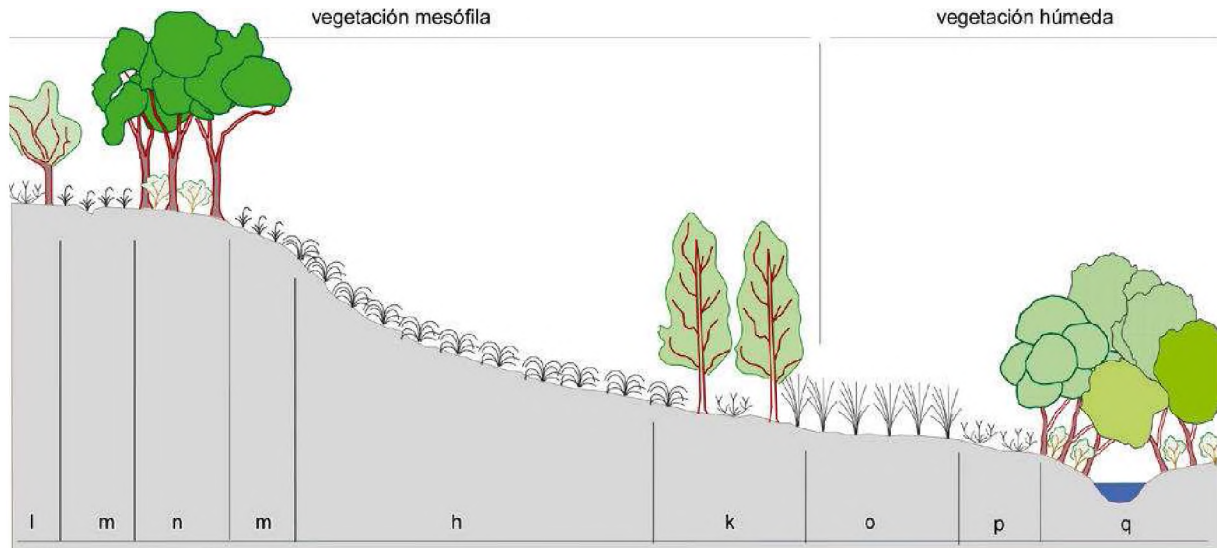 vegetación mesófila
vegetación húmeda
l m n m h k o p q